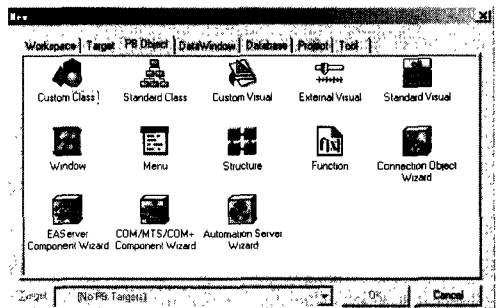 New
Workspace Target PB Object DataWindow Database Project Tool
Custom Class Standard Class Custom Visual External Visual Standard Visual
Window Menu Structure Function Connection Object Wizard
EAServer Component Wizard COM/MTS/COM+ Component Wizard Automation Server Wizard
Target: (No PB Targets) OK Cancel